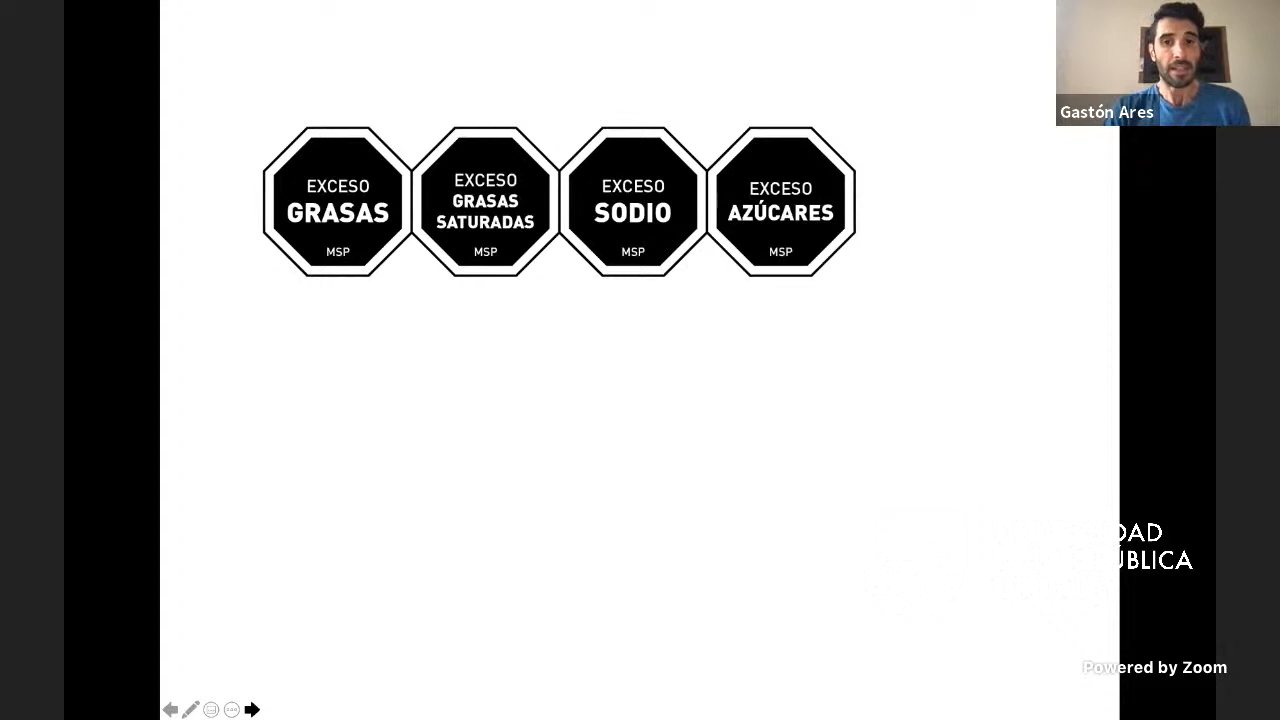 Gastón Ares
EXCESO
GRASAS
MSP
EXCESO
GRASAS
SATURADAS
MSP
EXCESO
SODIO
MSP
EXCESO
AZÚCARES
MSP
Powered by Zoom